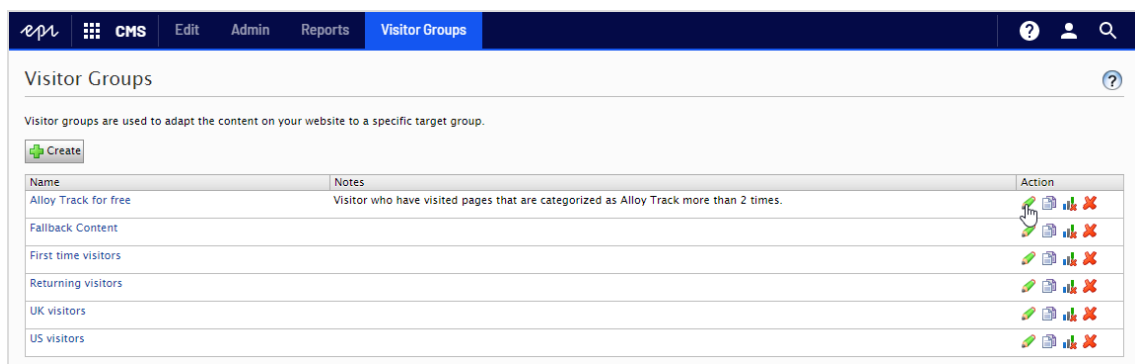 epi CMS Edit Admin Reports Visitor Groups ?
Visitor Groups ?
Visitor groups are used to adapt the content on your website to a specific target group.
Create
Name Notes Action
Alloy Track for free Visitor who have visited pages that are categorized as Alloy Track more than 2 times.
Fallback Content
First time visitors
Returning visitors
UK visitors
US visitors